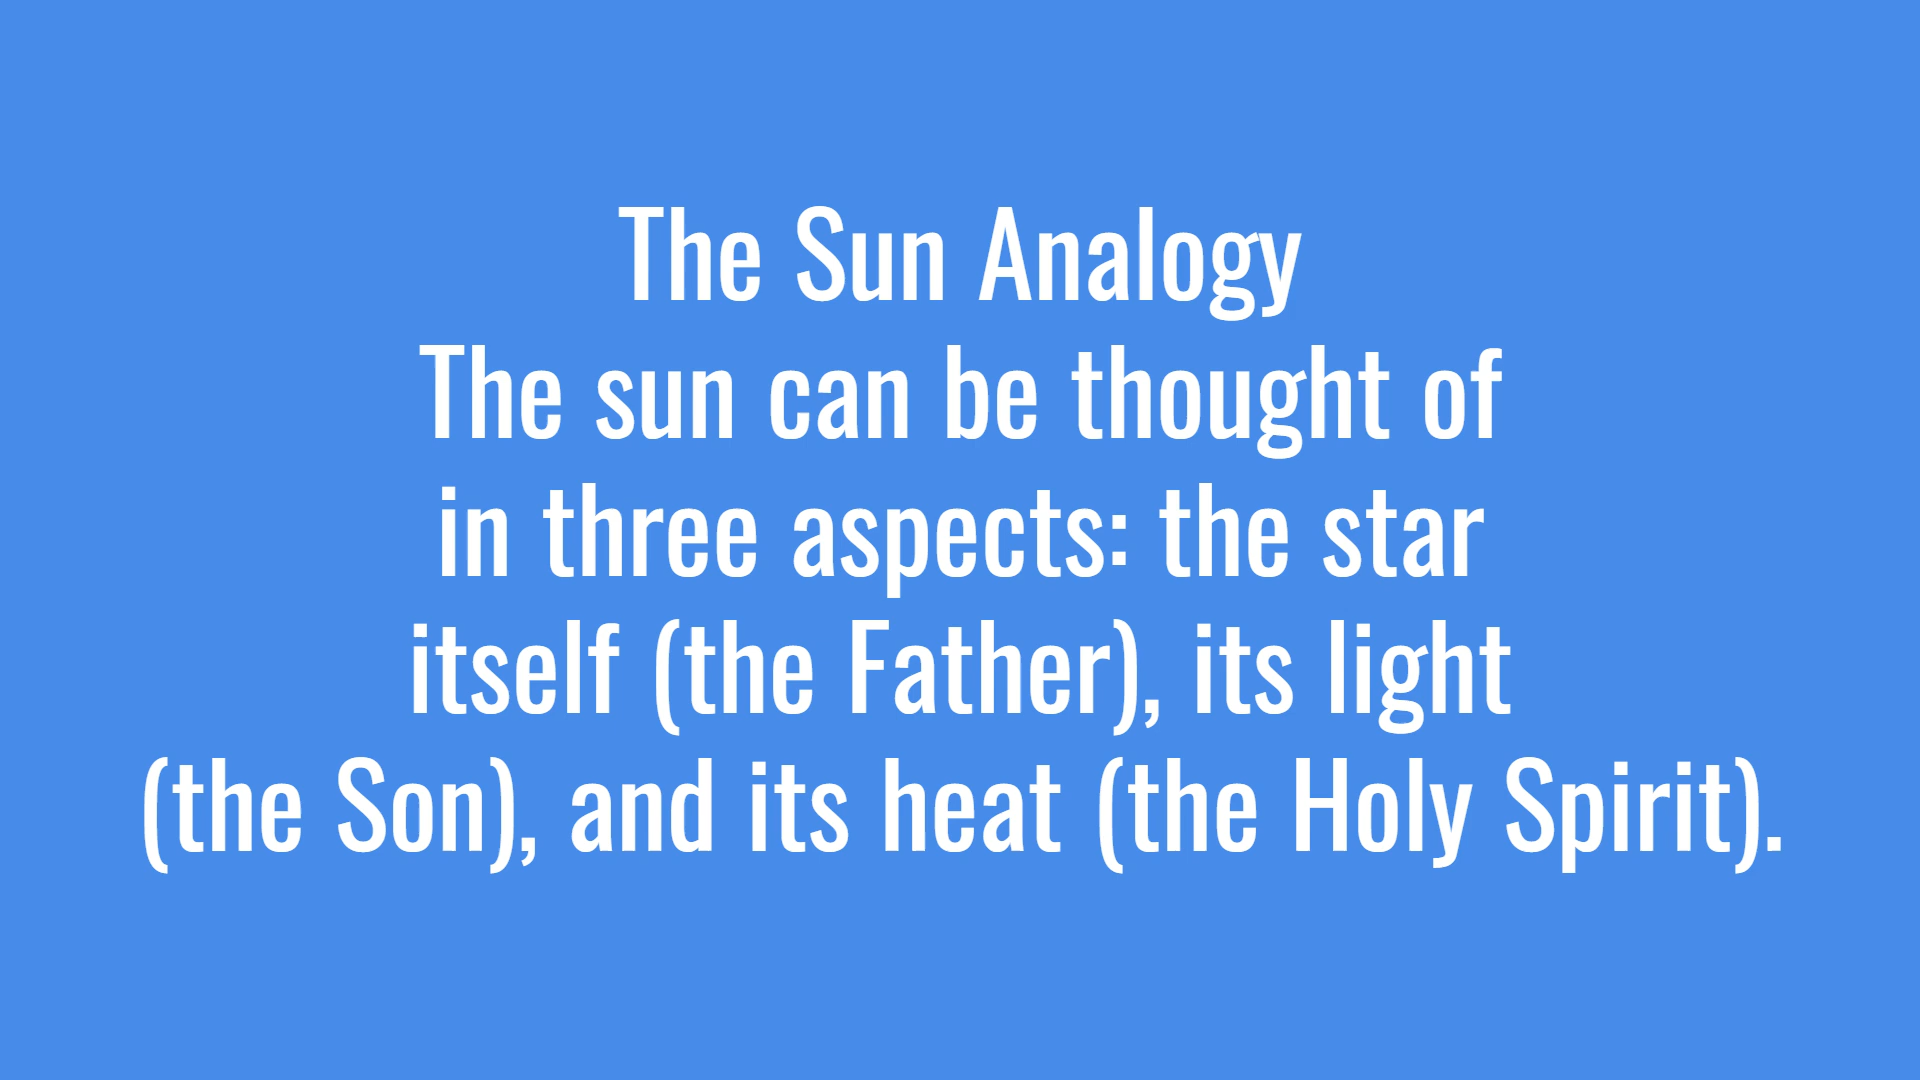 The Sun Analogy
The sun can be thought of
in three aspects: the star
itself (the Father), its light
(the Son), and its heat (the Holy Spirit).